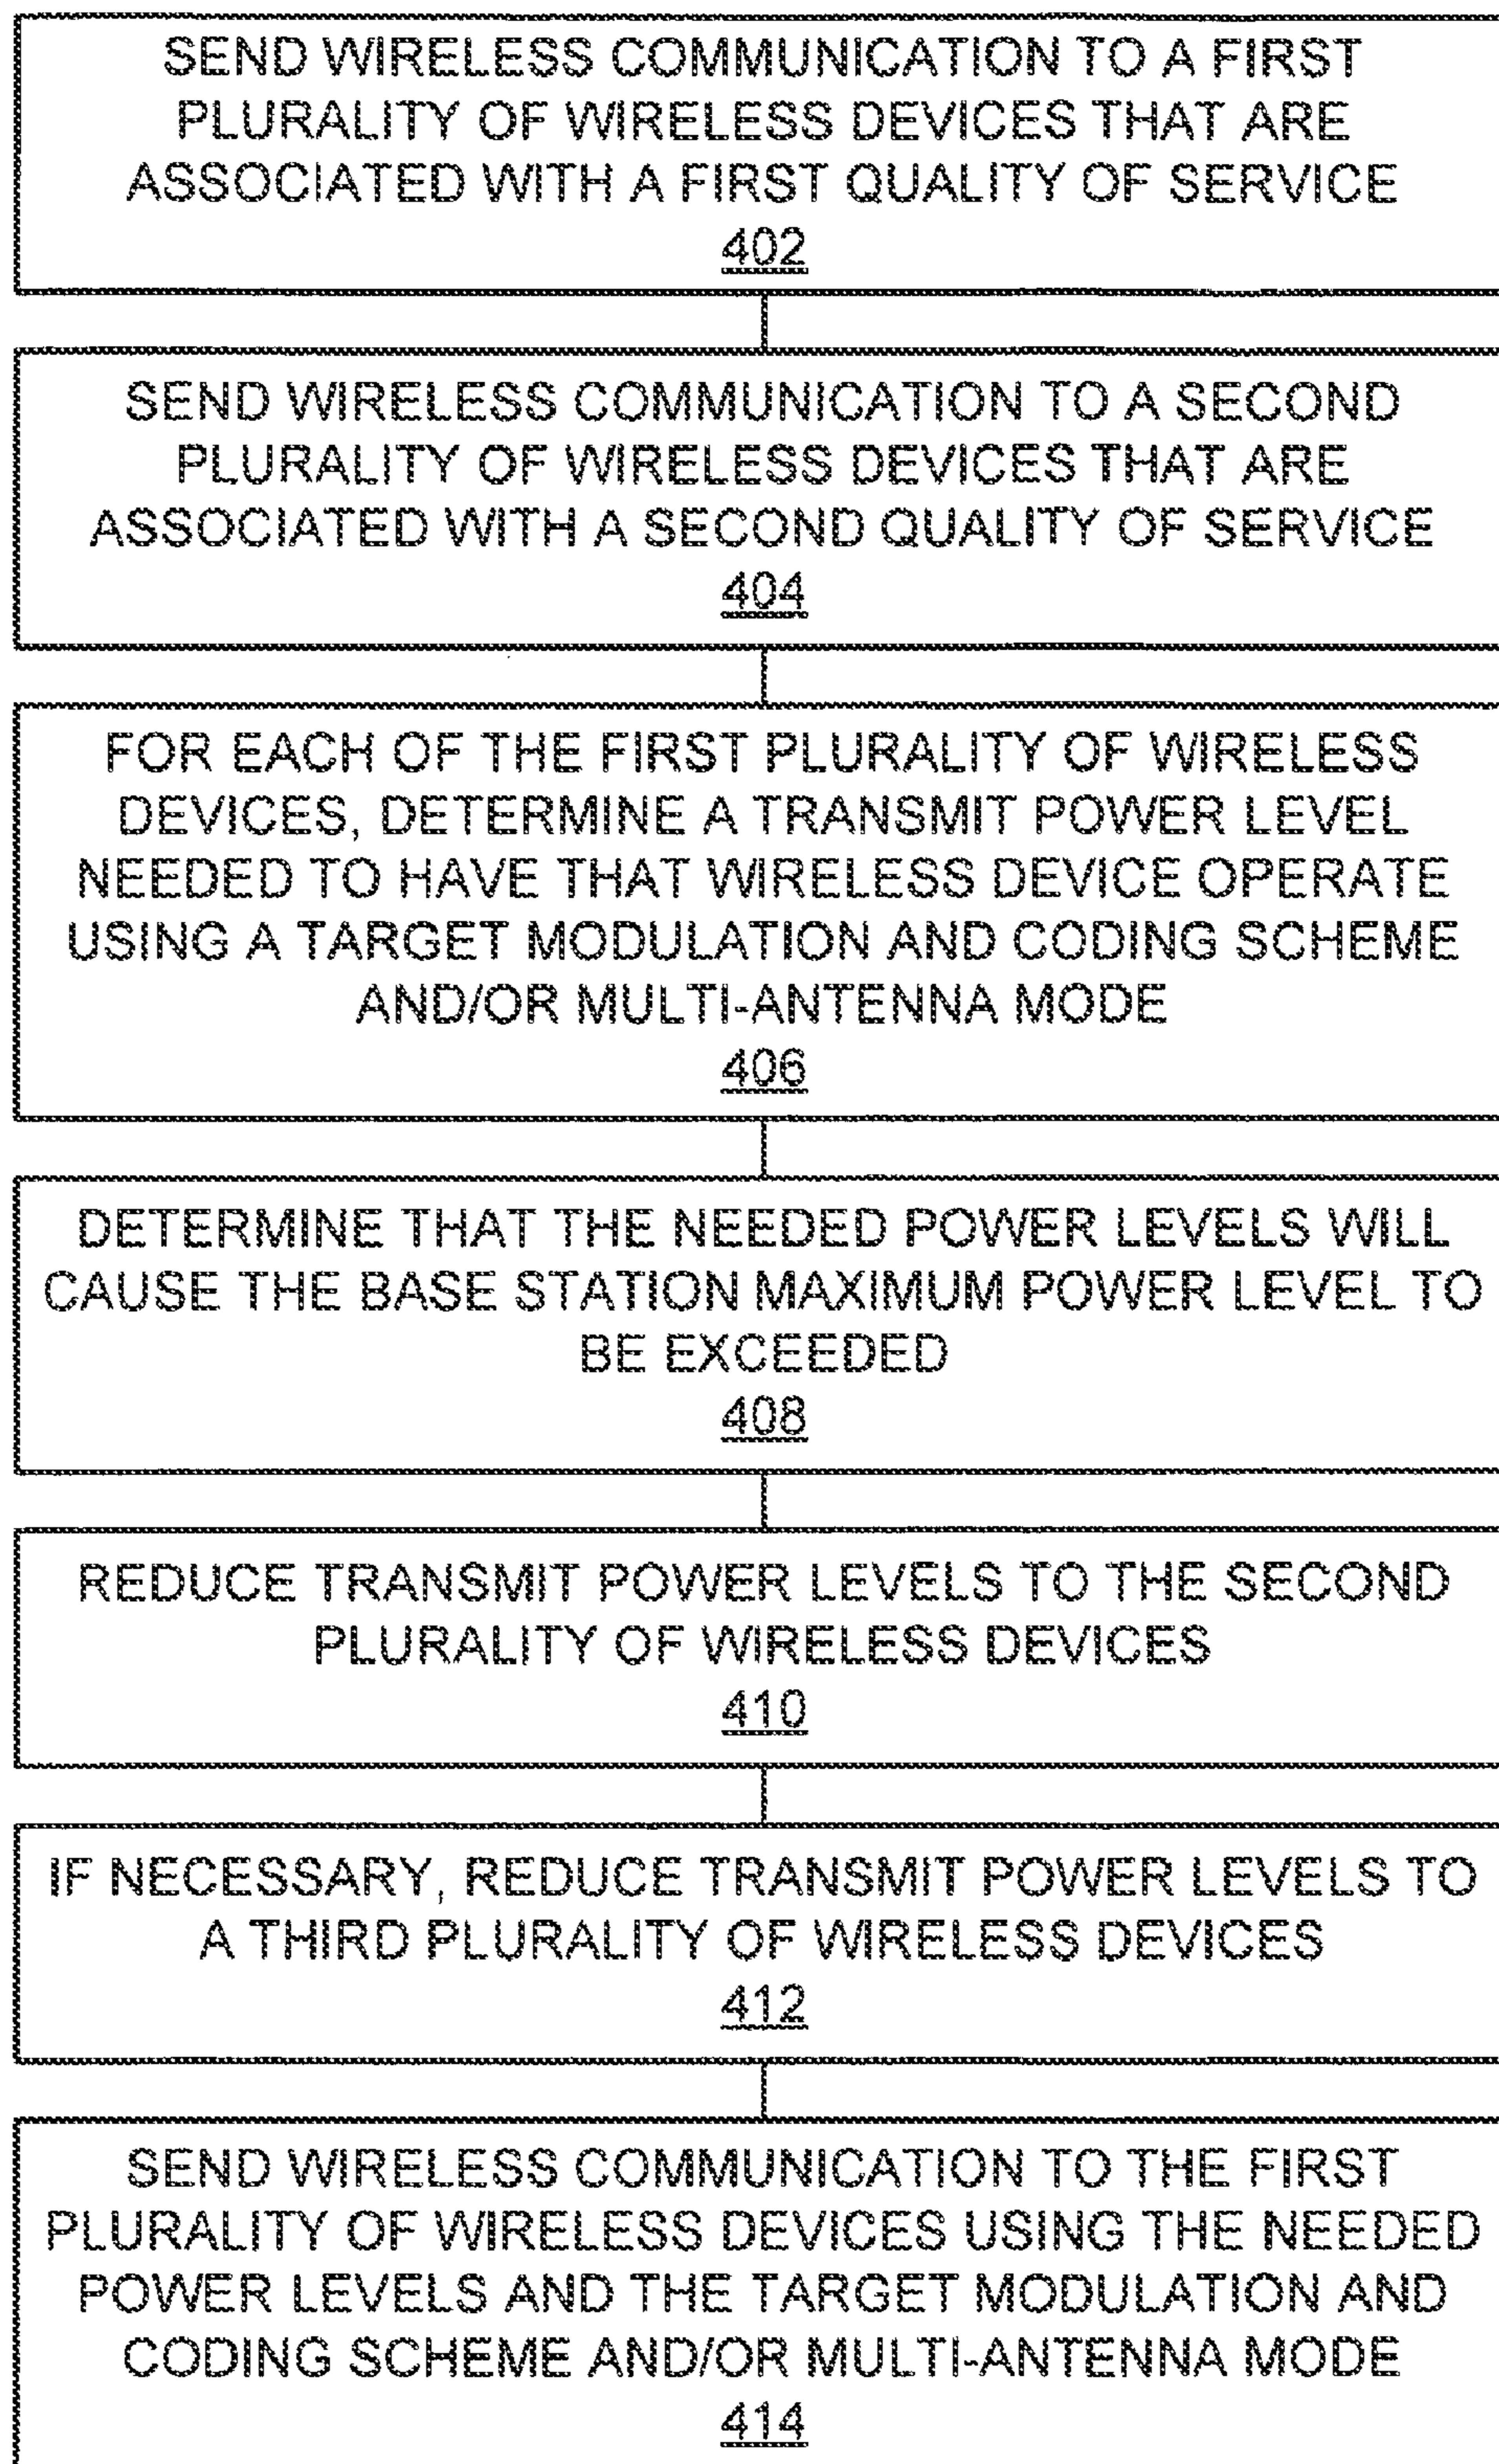 SEND WIRELESS COMMUNICATION TO A FIRST
PLURALITY OF WIRELESS DEVICES THAT ARE
ASSOCIATED WITH A FIRST QUALITY OF SERVICE
402
SEND WIRELESS COMMUNICATION TO A SECOND
PLURALITY OF WIRELESS DEVICES THAT ARE
ASSOCIATED WITH A SECOND QUALITY OF SERVICE
404
FOR EACH OF THE FIRST PLURALITY OF WIRELESS
DEVICES, DETERMINE A TRANSMIT POWER LEVEL
NEEDED TO HAVE THAT WIRELESS DEVICE OPERATE
USING A TARGET MODULATION AND CODING SCHEME
AND/OR MULTI-ANTENNA MODE
406
DETERMINE THAT THE NEEDED POWER LEVELS WILL
CAUSE THE BASE STATION MAXIMUM POWER LEVEL TO
BE EXCEEDED
408
REDUCE TRANSMIT POWER LEVELS TO THE SECOND
PLURALITY OF WIRELESS DEVICES
410
IF NECESSARY, REDUCE TRANSMIT POWER LEVELS TO
A THIRD PLURALITY OF WIRELESS DEVICES
412
SEND WIRELESS COMMUNICATION TO THE FIRST
PLURALITY OF WIRELESS DEVICES USING THE NEEDED
POWER LEVELS AND THE TARGET MODULATION AND
CODING SCHEME AND/OR MULTI-ANTENNA MODE
414